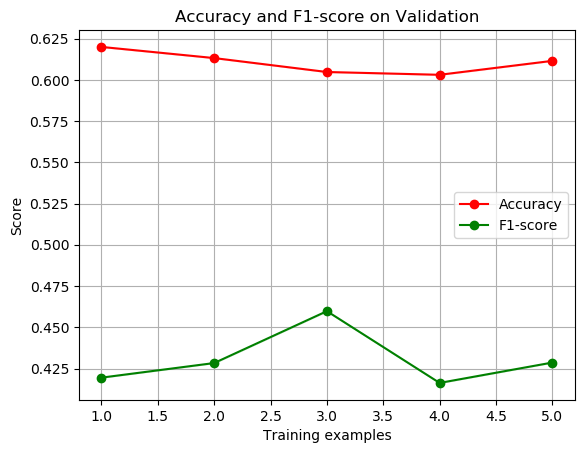 Accuracy and F1-score on Validation
0.625
0.600
0.575
0.550
0.525
0.500
0.475
0.450
0.425
Score
Accuracy
F1-score
1.0 1.5 2.0 2.5 3.0 3.5 4.0 4.5 5.0
Training examples